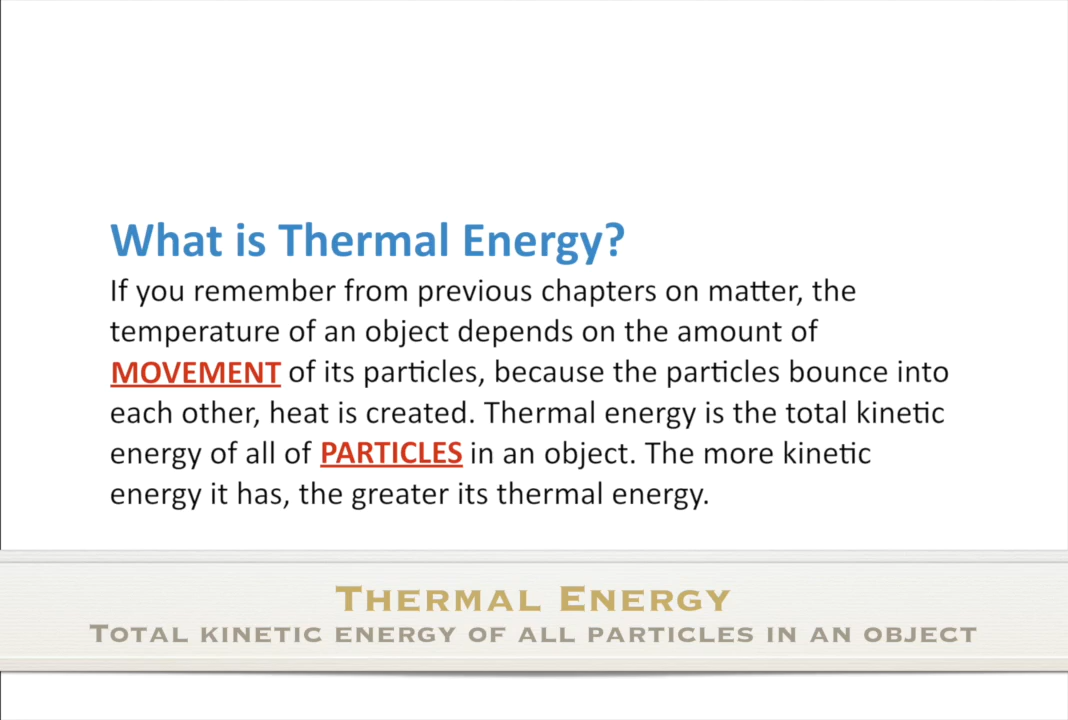 What is Thermal Energy?
If you remember from previous chapters on matter, the
temperature of an object depends on the amount of
MOVEMENT of its particles, because the particles bounce into
each other, heat is created. Thermal energy is the total kinetic
energy of all of PARTICLES in an object. The more kinetic
energy it has, the greater its thermal energy.
Thermal Energy
Total kinetic energy of all particles in an object